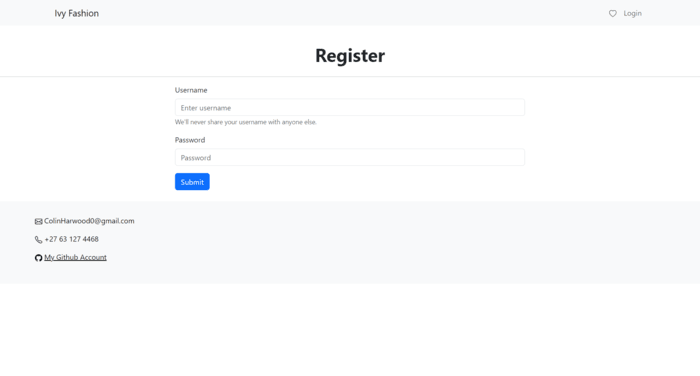 Ivy Fashion
Login
Register
Username
Enter username
We'll never share your username with anyone else.
Password
Password
Submit
ColinHarwood0@gmail.com
+27 63 127 4468
My Github Account